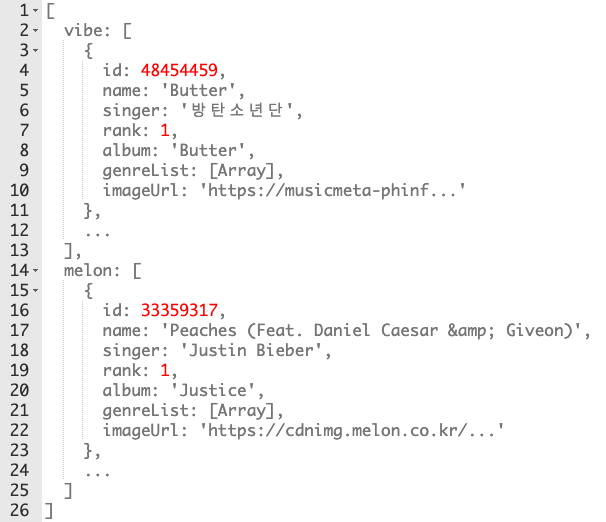 1 [
2 vibe: [
3 {
4 id: 48454459,
5 name: 'Butter',
6 singer: '방탄소년단',
7 rank: 1,
8 album: 'Butter',
9 genreList: [Array],
10 imageUrl: 'https://musicmeta-phinf...'
11 },
12 ...
13 ],
14 melon: [
15 {
16 id: 33359317,
17 name: 'Peaches (Feat. Daniel Caesar &amp; Giveon)',
18 singer: 'Justin Bieber',
19 rank: 1,
20 album: 'Justice',
21 genreList: [Array],
22 imageUrl: 'https://cdnimg.melon.co.kr/...'
23 },
24 ...
25 ]
26 ]